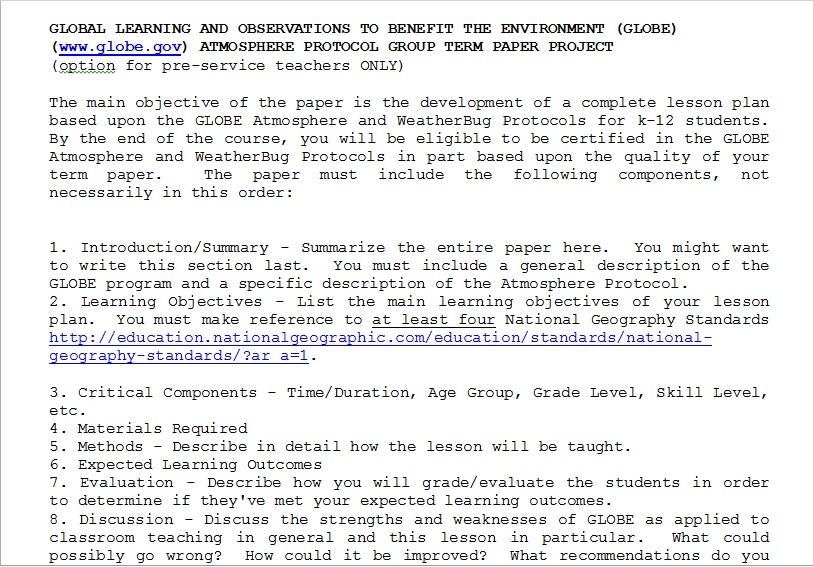 GLOBAL LEARNING AND OBSERVATIONS TO BENEFIT THE ENVIRONMENT (GLOBE)
(www.globe.gov) ATMOSPHERE PROTOCOL GROUP TERM PAPER PROJECT
(option for pre-service teachers ONLY)
The main objective of the paper is the development of a complete lesson plan
based upon the GLOBE Atmosphere and WeatherBug Protocols for k-12 students.
By the end of the course, you will be eligible to be certified in the GLOBE
Atmosphere and WeatherBug Protocols in part based upon the quality of your
term paper. The paper must include the following components, not
necessarily in this order:
1. Introduction/Summary - Summarize the entire paper here. You might want
to write this section last. You must include a general description of the
GLOBE program and a specific description of the Atmosphere Protocol.
2. Learning Objectives - List the main learning objectives of your lesson
plan. You must make reference to at least four National Geography Standards
http://education.nationalgeographic.com/education/standards/national-
geography-standards/?ar a=1.
3. Critical Components - Time/Duration, Age Group, Grade Level, Skill Level,
etc.
4. Materials Required
5. Methods - Describe in detail how the lesson will be taught.
6. Expected Learning Outcomes
7. Evaluation - Describe how you will grade/evaluate the students in order
to determine if they've met your expected learning outcomes.
8. Discussion - Discuss the strengths and weaknesses of GLOBE as applied to
classroom teaching in general and this lesson in particular. What could
possibly go wrong? How could it be improved? What recommendations do you